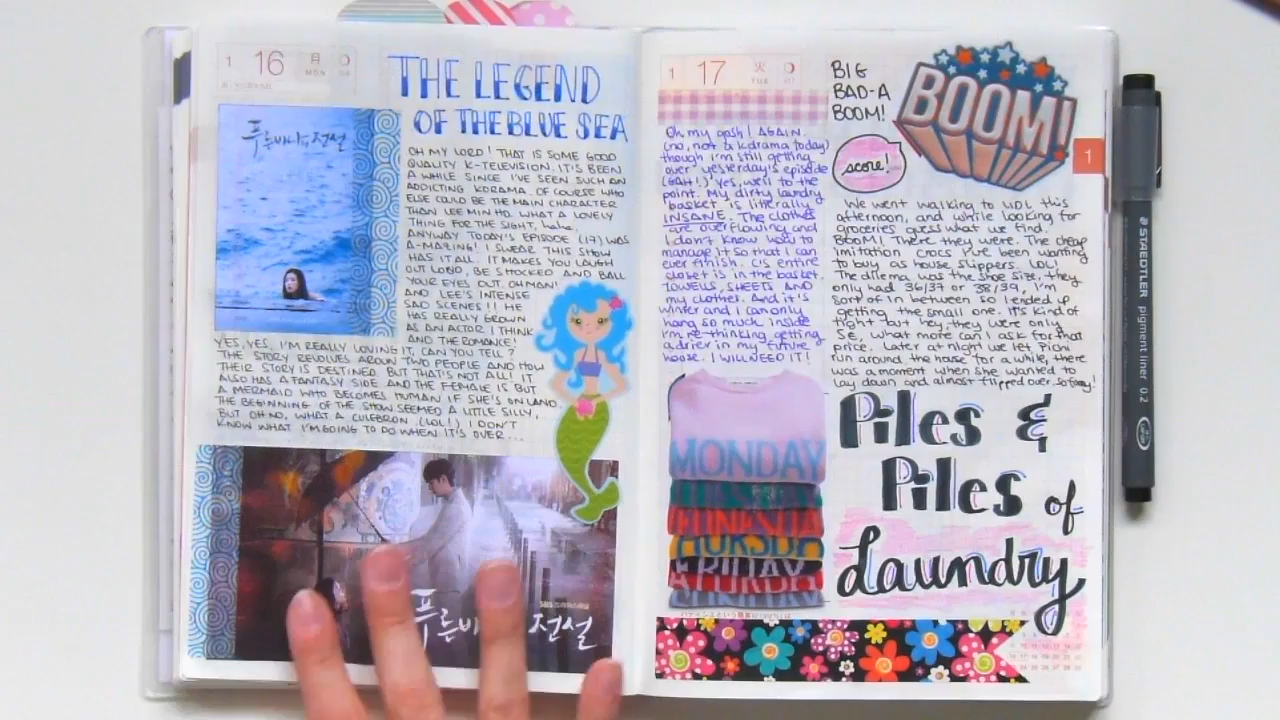 1 16 月 MON
THE LEGEND
OF THE BLUE SEA
푸른바다의 전설
OH MY LORD! THAT IS SOME GOOD
QUALITY K-TELEVISION. IT'S BEEN
A WHILE SINCE I'VE SEEN SUCH AN
ADDICTING KDRAMA. OF COURSE WHO
ELSE COULD BE THE MAIN CHARACTER
THAN LEE MIN HO. WHAT A LOVELY
THING FOR THE SIGHT, haha.
ANYWAY TODAY'S EPISODE (17) WAS
A-MAZING! I SWEAR THIS SHOW
HAS IT ALL. IT MAKES YOU LAUGH
OUT LOUD, BE SHOCKED AND BALL
YOUR EYES OUT. OH MAN!
AND LEE'S INTENSE
SAD SCENES!! HE
HAS REALLY GROWN
AS AN ACTOR I THINK
AND THE ROMANCE!
YES, YES, I'M REALLY LOVING IT, CAN YOU TELL?
THE STORY REVOLVES AROUN TWO PEOPLE AND HOW
THEIR STORY IS DESTINED. BUT THAT'S NOT ALL! IT
ALSO HAS A FANTASY SIDE AND THE FEMALE IS BUT
A MERMAID WHO BECOMES HUMAN IF SHE'S ON LAND.
THE BEGINNING OF THE SHOW SEEMED A LITTLE SILLY,
BUT OH NO, WHAT A CULEBRON (LOL!) I DON'T
KNOW WHAT I'M GOING TO DO WHEN IT'S OVER...
SBS
푸른바 전설
1 17 火 TUE
Oh my gosh! AGAIN.
(no, not a kdrama today)
though i'm still getting
over yesterday's episode
(GAH!) yes, well to the
point. My dirty laundry
basket is literally
INSANE. The clothes
are overflowing and
I don't know how to
manage it so that I can
ever finish. C's entire
closet is in the basket.
TOWELS, SHEETS AND
my clothes. And it's
winter and I can only
hang so much inside
I'm re thinking getting
a drier in my future
house. I WILL NEED IT!
MONDAY
WEDNESDA
HURSDA
FRIDAY
BIG
BAD-A
BOOM!
BOOM!
score!
1
We went walking to LIDL this
afternoon, and while looking for
groceries guess what we find.
BOOM! There they were. The cheap
imitation crocs I've been wanting
to buy as house slippers. LOL!
The dilemma was the shoe size, they
only had 36/37 or 38/39, I'm
sort of in between so I ended up
getting the small one. It's kind of
tight but hey, they were only
5€, what more can I ask for that
price. Later at night we let
run around the house for a while, there
was a moment when she wanted to
lay down and almost flipped over, so funny!
Piles &
Piles of
Laundry
STAEDTLER pigment liner 0.2